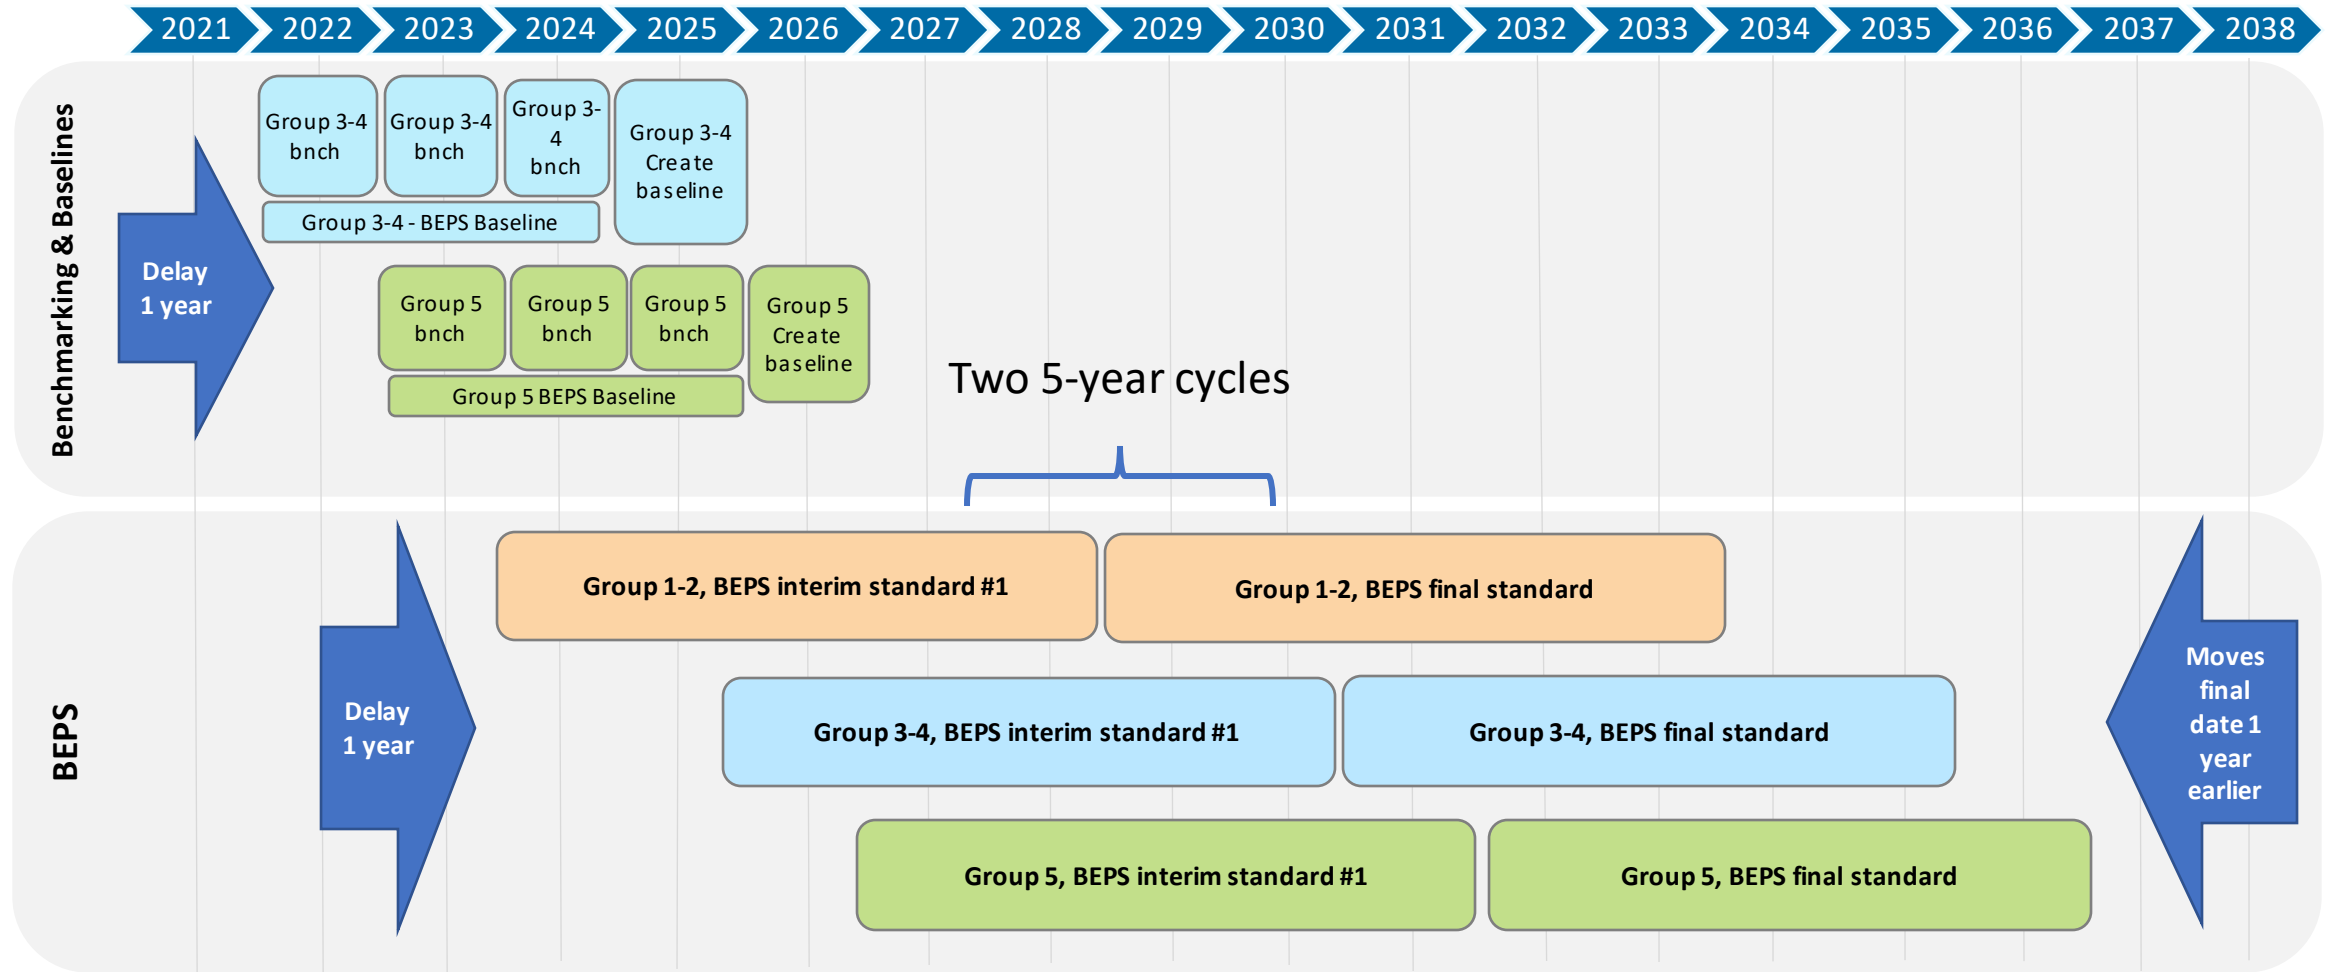 2021 2022 2023 2024 2025 2026 2027 2028 2029 2030 2031 2032 2033 2034 2035 2036 2037 2038
Benchmarking & Baselines
Delay
1 year
Group 3-4
bnch
Group 3-4
bnch
Group 3-
4
bnch
Group 3-4
Create
baseline
Group 3-4 - BEPS Baseline
Group 5
bnch
Group 5
bnch
Group 5
bnch
Group 5
Create
baseline
Group 5 BEPS Baseline
Two 5-year cycles
BEPS
Delay
1 year
Group 1-2, BEPS interim standard #1
Group 1-2, BEPS final standard
Group 3-4, BEPS interim standard #1
Group 3-4, BEPS final standard
Group 5, BEPS interim standard #1
Group 5, BEPS final standard
Moves
final
date 1
year
earlier